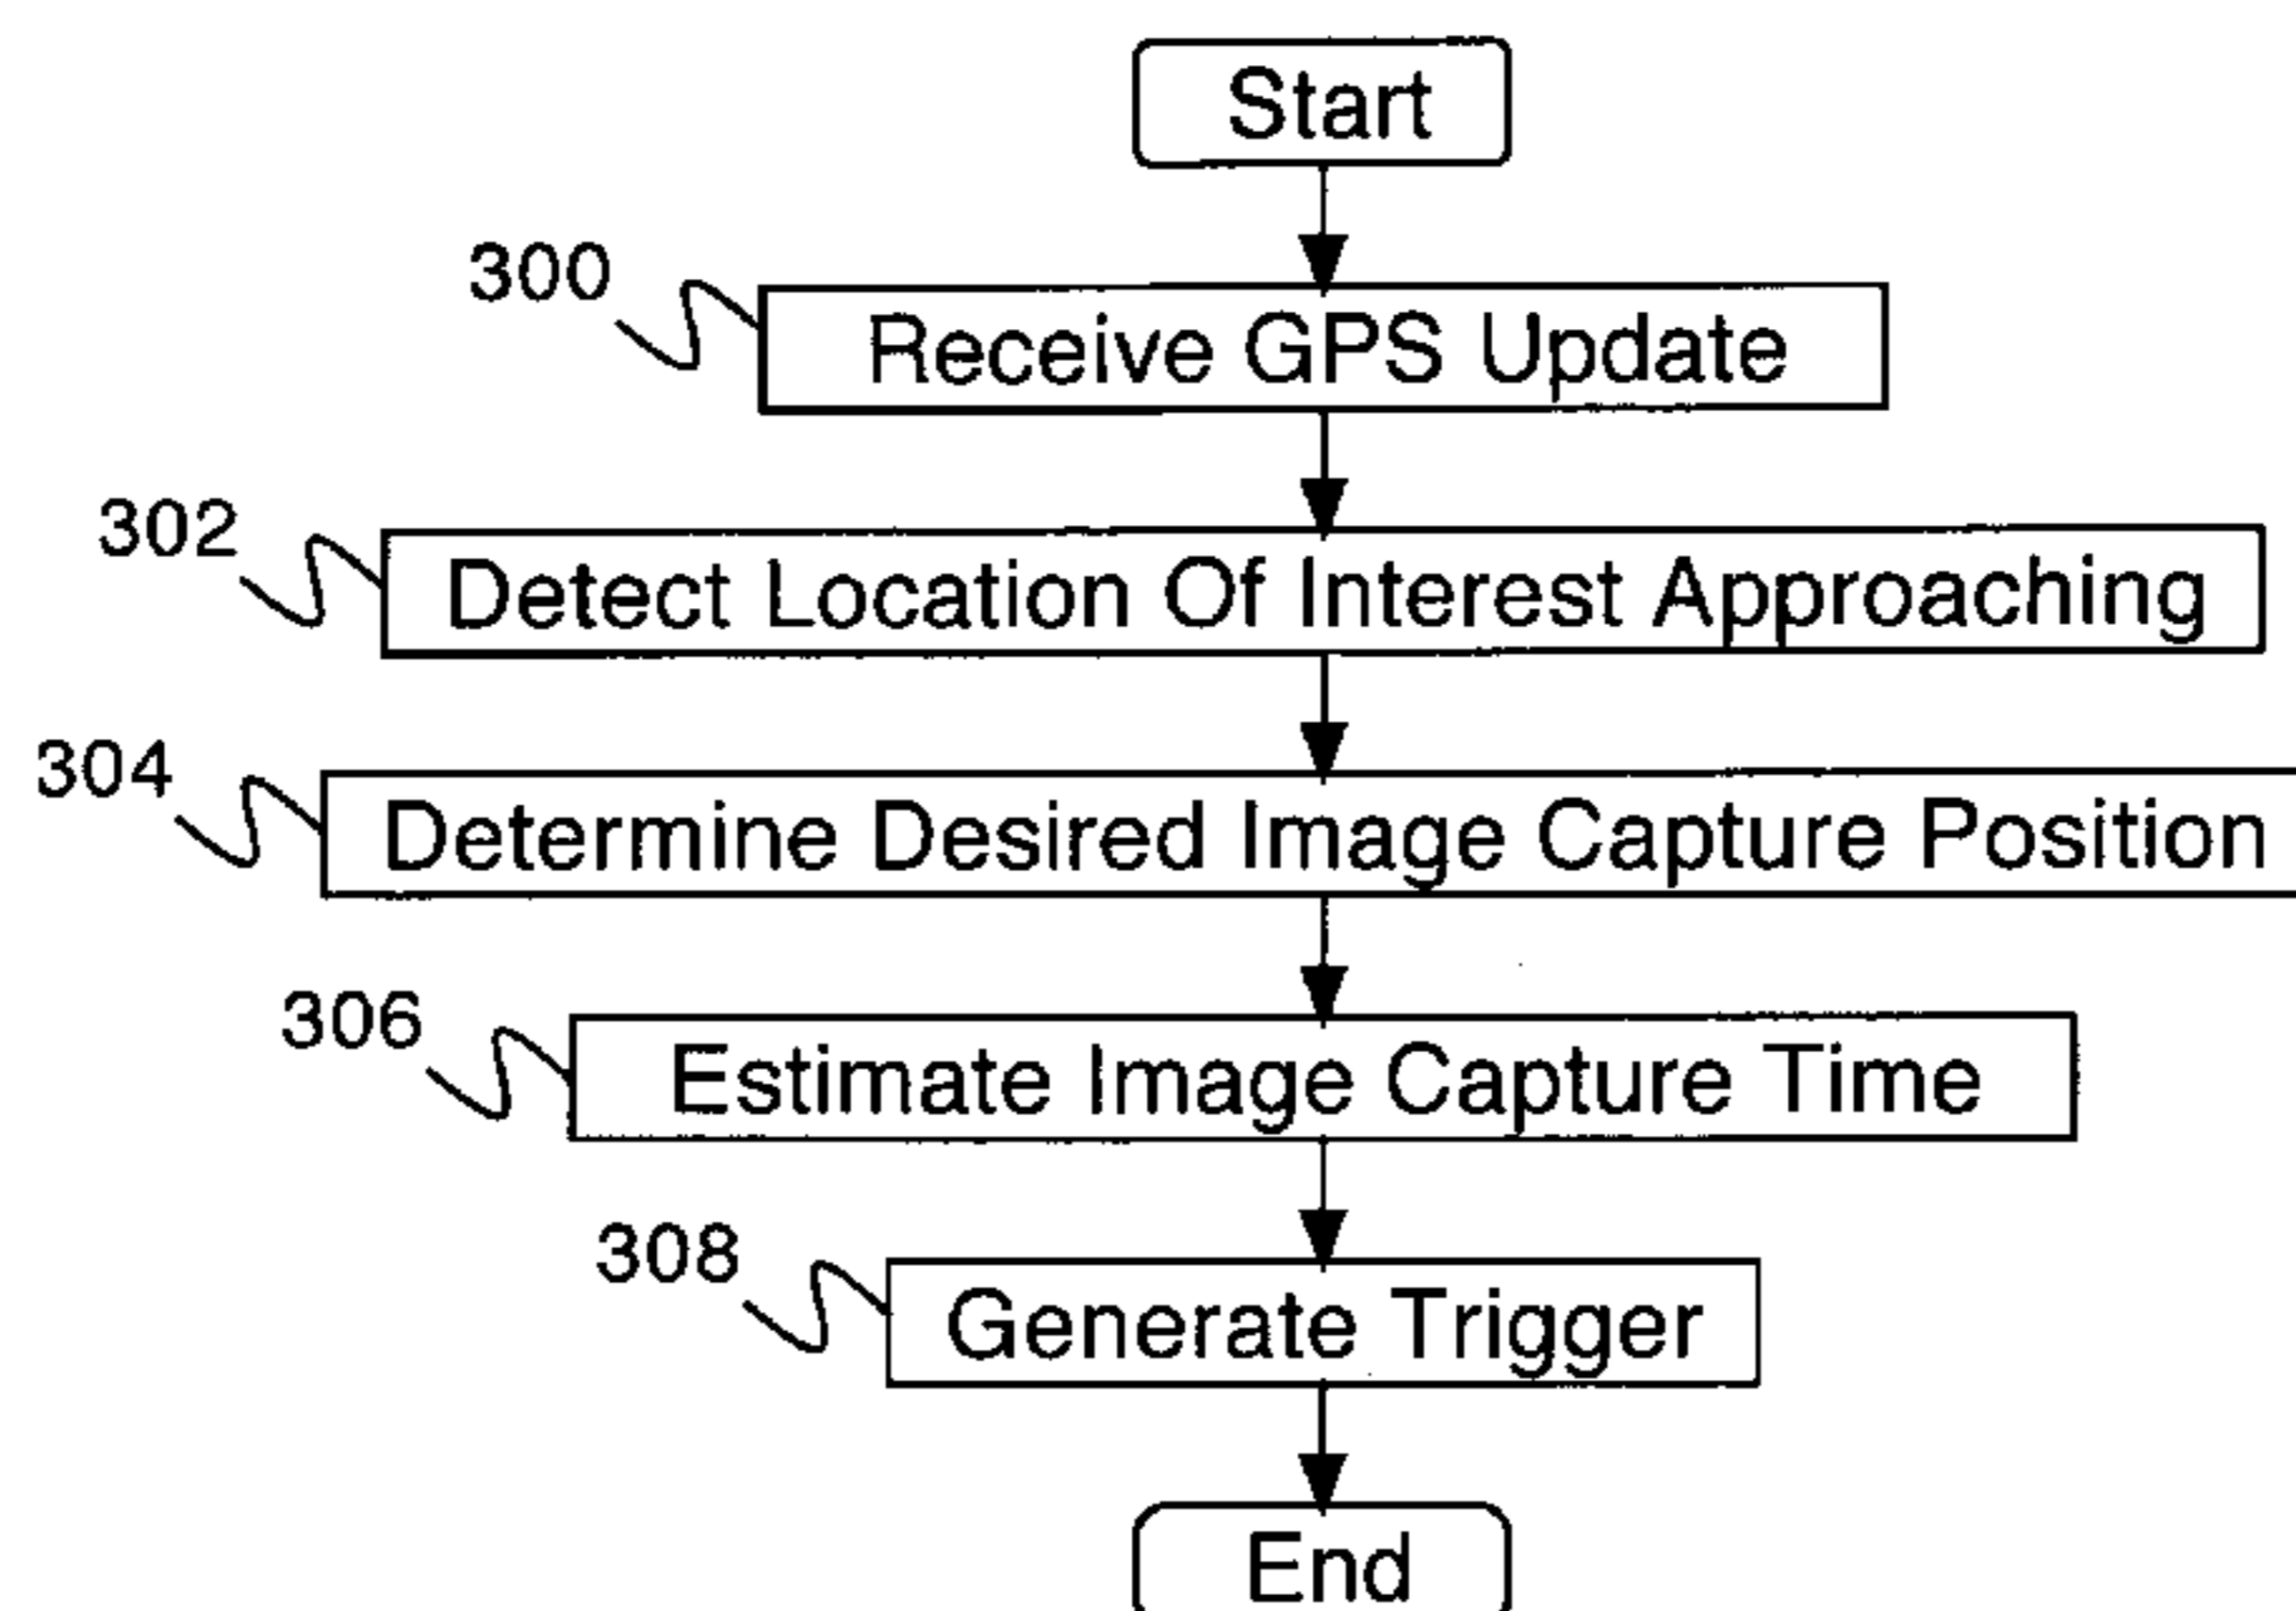 Start
300
Receive GPS Update
302
Detect Location Of Interest Approaching
304
Determine Desired Image Capture Position
306
Estimate Image Capture Time
308
Generate Trigger
End